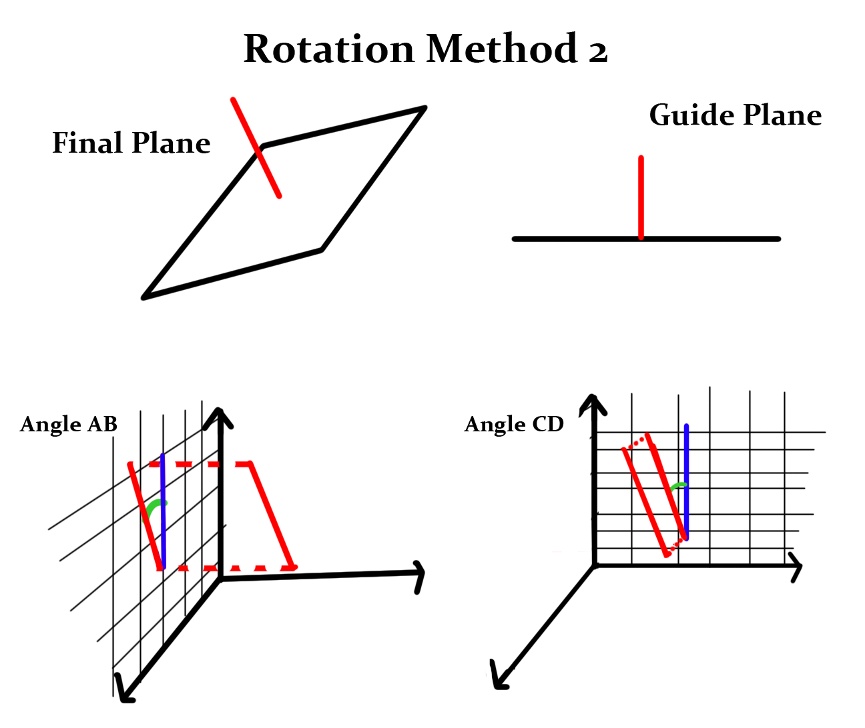 Rotation Method 2
Final Plane
Guide Plane
Angle AB
Angle CD